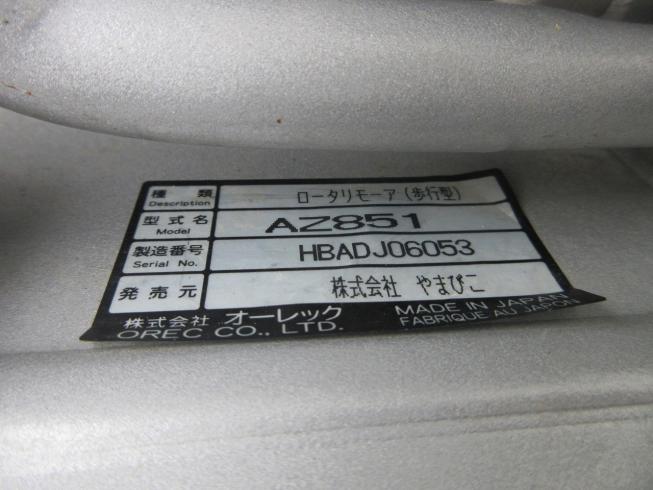 種類 ロータリモーア(歩行型)
Description
型式名 AZ851
Model
製造番号 HBADJ06053
Serial No.
発売元 株式会社 やまびこ
株式会社 オーレック MADE IN JAPAN
OREC CO., LTD. FABRIQUE AU JAPON